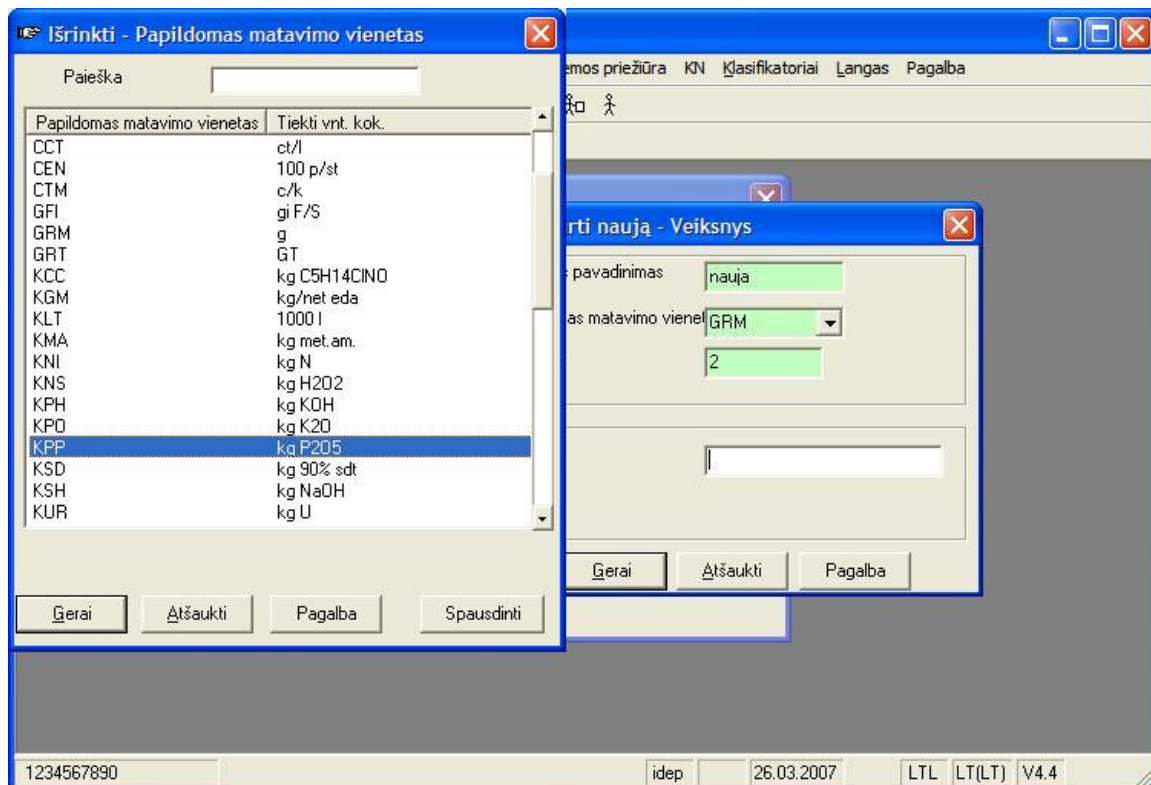 Išrinkti - Papildomas matavimo vienetas
Paieška
Papildomas matavimo vienetas Tiekti vnt. kok.
CCT ct/l
CEN 100 p/st
CTM c/k
GFI gi F/S
GRM g
GRT GT
KCC kg C5H14ClNO
KGM kg/net eda
KLT 1000 l
KMA kg met.am.
KNI kg N
KNS kg H2O2
KPH kg KOH
KPO kg K2O
KPP kg P2O5
KSD kg 90% sdt
KSH kg NaOH
KUR kg U
Gerai Atšaukti Pagalba Spausdinti
emos priežiūra KN Klasifikatoriai Langas Pagalba
rti naują - Veiksnys
pavadinimas nauja
as matavimo vienet GRM
2
Gerai Atšaukti Pagalba
1234567890 idep 26.03.2007 LTL LT(LT) V4.4